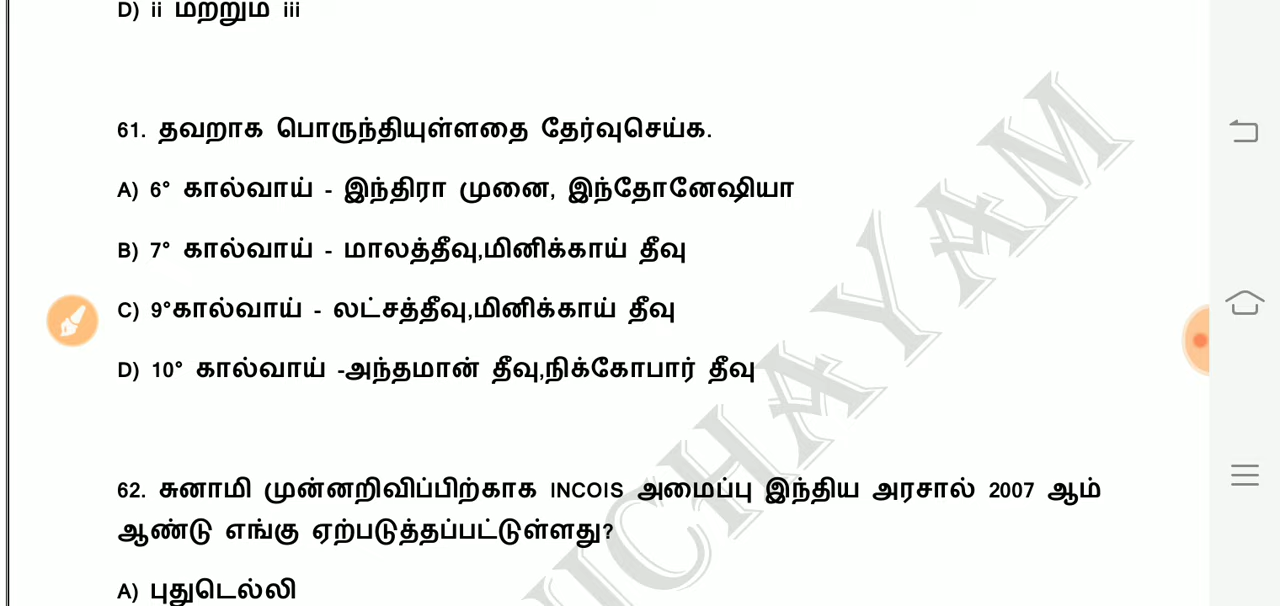 D) ii மற்றும் iii
61. தவறாக பொருந்தியுள்ளதை தேர்வுசெய்க.
A) 6° கால்வாய் - இந்திரா முனை, இந்தோனேஷியா
B) 7° கால்வாய் - மாலத்தீவு,மினிக்காய் தீவு
C) 9°கால்வாய் - லட்சத்தீவு,மினிக்காய் தீவு
D) 10° கால்வாய் -அந்தமான் தீவு,நிக்கோபார் தீவு
62. சுனாமி முன்னறிவிப்பிற்காக INCOIS அமைப்பு இந்திய அரசால் 2007 ஆம்
ஆண்டு எங்கு ஏற்படுத்தப்பட்டுள்ளது?
A) புதுடெல்லி